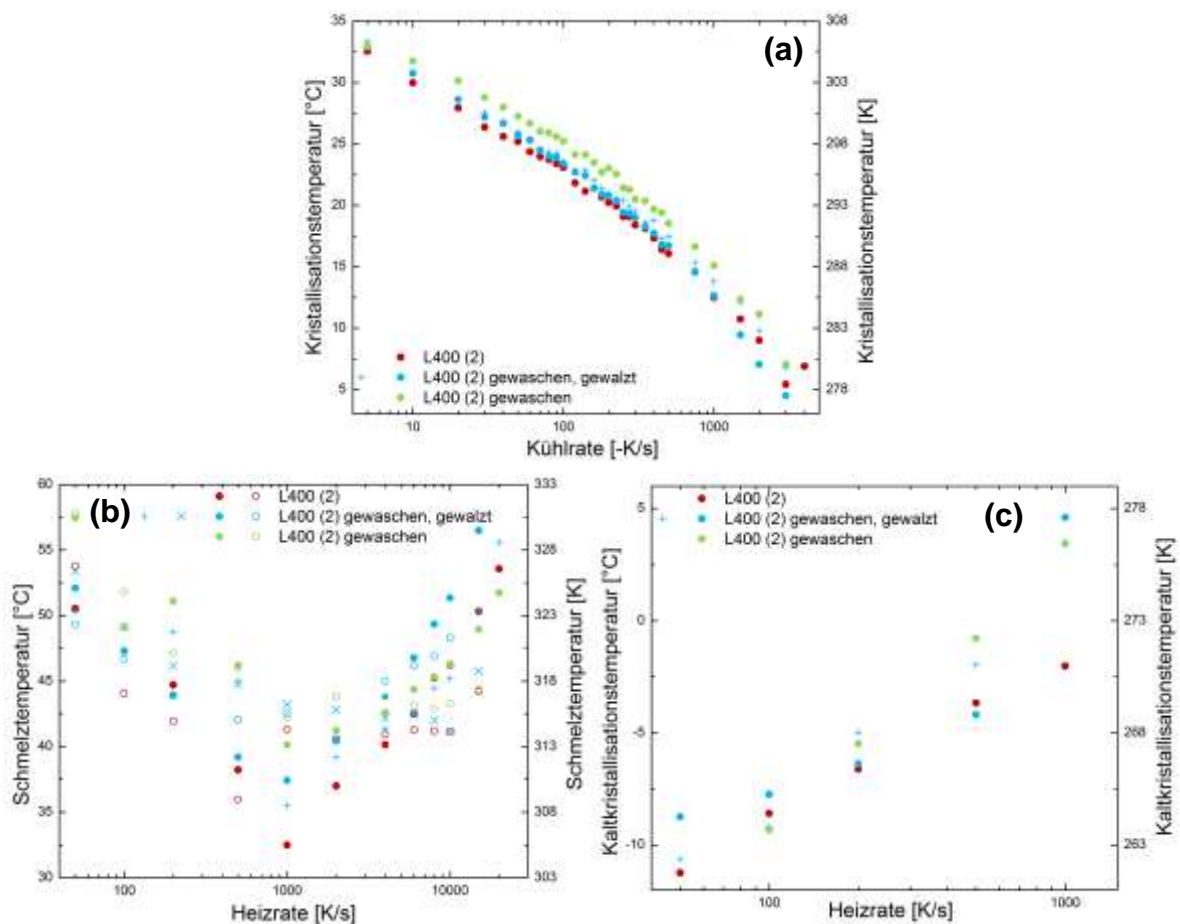 (a)
35
30
25
20
15
10
5
308
303
298
293
288
283
278
Kristallisationstemperatur [°C]
Kristallisationstemperatur [K]
L400 (2)
L400 (2) gewaschen, gewalzt
L400 (2) gewaschen
10 100 1000
Kühlrate [-K/s]
(b)
60
55
50
45
40
35
30
333
328
323
318
313
308
303
Schmelztemperatur [°C]
Schmelztemperatur [K]
L400 (2)
L400 (2) gewaschen, gewalzt
L400 (2) gewaschen
100 1000 10000
Heizrate [K/s]
(c)
5
0
-5
-10
278
273
268
263
Kaltkristallisationstemperatur [°C]
Kaltkristallisationstemperatur [K]
L400 (2)
L400 (2) gewaschen, gewalzt
L400 (2) gewaschen
100 1000
Heizrate [K/s]